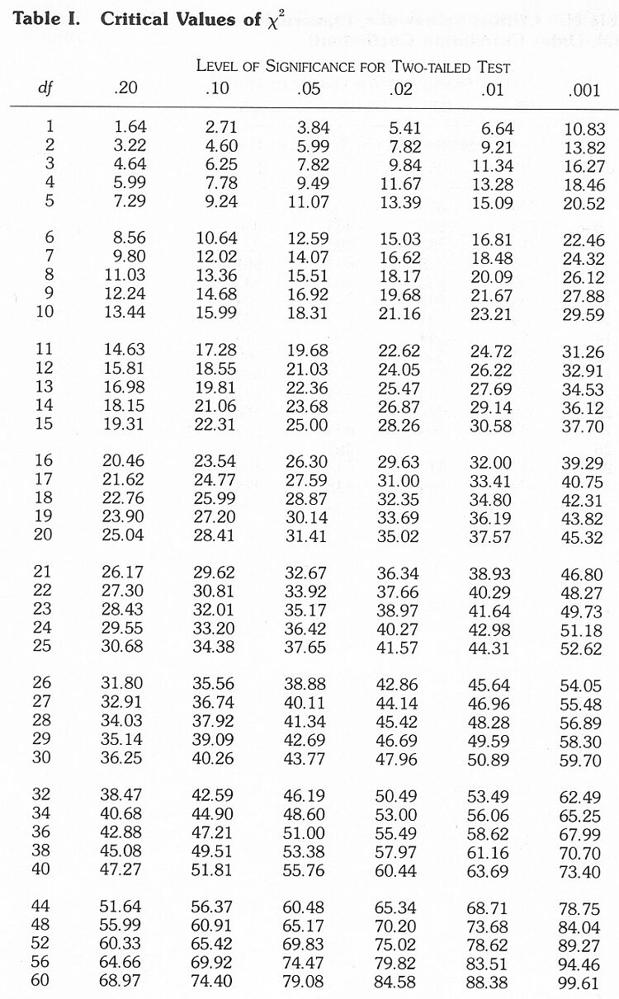 Table I. Critical Values of χ²
LEVEL OF SIGNIFICANCE FOR TWO-TAILED TEST
df .20 .10 .05 .02 .01 .001
1 1.64 2.71 3.84 5.41 6.64 10.83
2 3.22 4.60 5.99 7.82 9.21 13.82
3 4.64 6.25 7.82 9.84 11.34 16.27
4 5.99 7.78 9.49 11.67 13.28 18.46
5 7.29 9.24 11.07 13.39 15.09 20.52
6 8.56 10.64 12.59 15.03 16.81 22.46
7 9.80 12.02 14.07 16.62 18.48 24.32
8 11.03 13.36 15.51 18.17 20.09 26.12
9 12.24 14.68 16.92 19.68 21.67 27.88
10 13.44 15.99 18.31 21.16 23.21 29.59
11 14.63 17.28 19.68 22.62 24.72 31.26
12 15.81 18.55 21.03 24.05 26.22 32.91
13 16.98 19.81 22.36 25.47 27.69 34.53
14 18.15 21.06 23.68 26.87 29.14 36.12
15 19.31 22.31 25.00 28.26 30.58 37.70
16 20.46 23.54 26.30 29.63 32.00 39.29
17 21.62 24.77 27.59 31.00 33.41 40.75
18 22.76 25.99 28.87 32.35 34.80 42.31
19 23.90 27.20 30.14 33.69 36.19 43.82
20 25.04 28.41 31.41 35.02 37.57 45.32
21 26.17 29.62 32.67 36.34 38.93 46.80
22 27.30 30.81 33.92 37.66 40.29 48.27
23 28.43 32.01 35.17 38.97 41.64 49.73
24 29.55 33.20 36.42 40.27 42.98 51.18
25 30.68 34.38 37.65 41.57 44.31 52.62
26 31.80 35.56 38.88 42.86 45.64 54.05
27 32.91 36.74 40.11 44.14 46.96 55.48
28 34.03 37.92 41.34 45.42 48.28 56.89
29 35.14 39.09 42.69 46.69 49.59 58.30
30 36.25 40.26 43.77 47.96 50.89 59.70
32 38.47 42.59 46.19 50.49 53.49 62.49
34 40.68 44.90 48.60 53.00 56.06 65.25
36 42.88 47.21 51.00 55.49 58.62 67.99
38 45.08 49.51 53.38 57.97 61.16 70.70
40 47.27 51.81 55.76 60.44 63.69 73.40
44 51.64 56.37 60.48 65.34 68.71 78.75
48 55.99 60.91 65.17 70.20 73.68 84.04
52 60.33 65.42 69.83 75.02 78.62 89.27
56 64.66 69.92 74.47 79.82 83.51 94.46
60 68.97 74.40 79.08 84.58 88.38 99.61